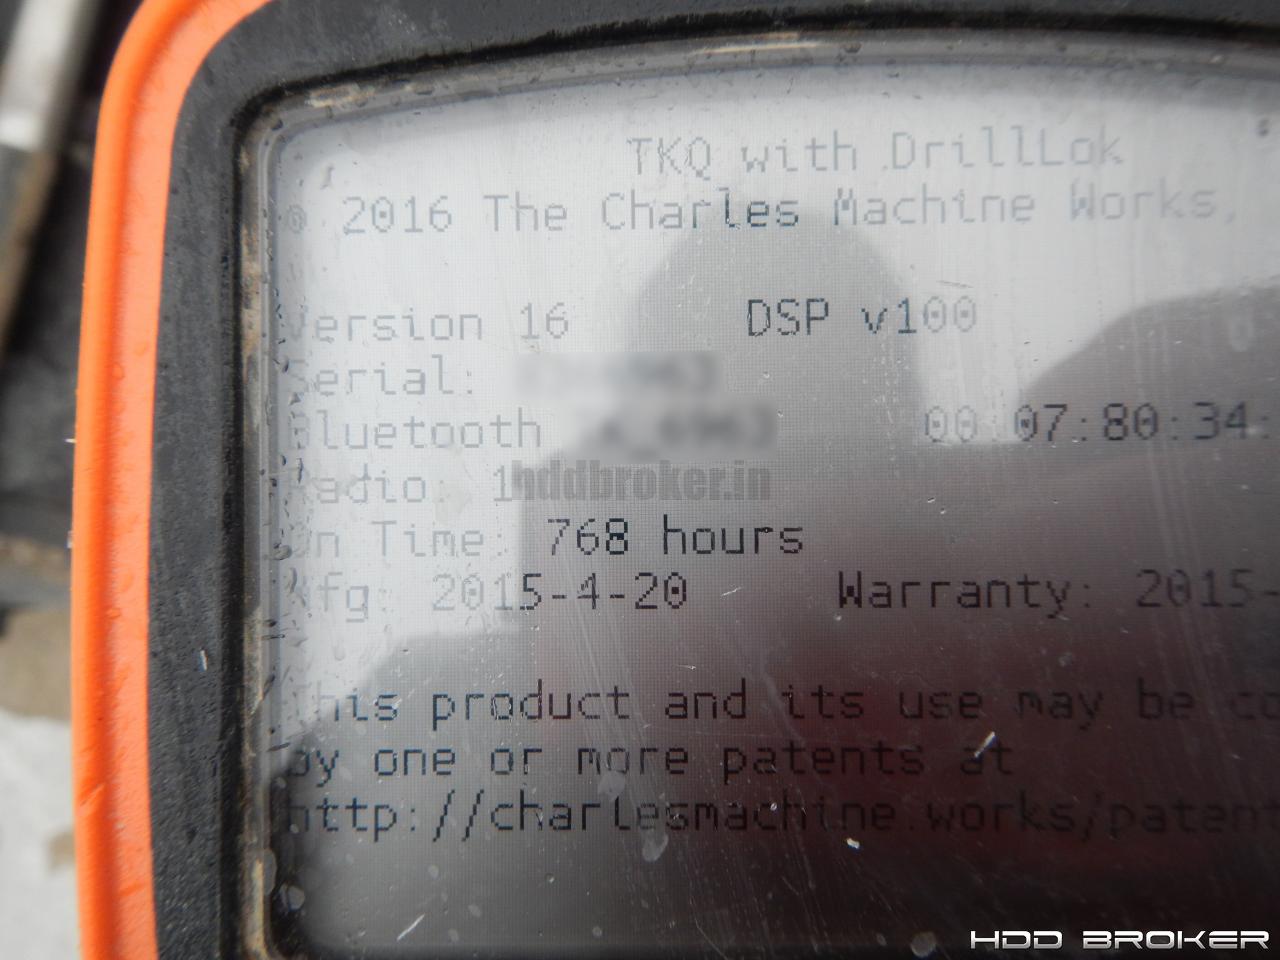 TKQ with DrillLok
® 2016 The Charles Machine Works,
Version 16 DSP v100
Serial:
Bluetooth 00:07:80:34:
Radio: 1
hddbroker.in
On Time: 768 hours
Mfg: 2015-4-20 Warranty: 2015-
This product and its use may be co
by one or more patents at
http://charlesmachine.works/patent
HDD BROKER